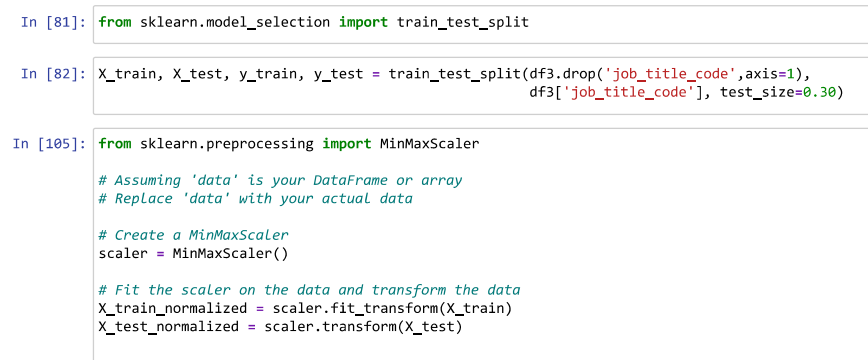 In [81]: from sklearn.model_selection import train_test_split
In [82]: X_train, X_test, y_train, y_test = train_test_split(df3.drop('job_title_code',axis=1),
df3['job_title_code'], test_size=0.30)
In [105]: from sklearn.preprocessing import MinMaxScaler
# Assuming 'data' is your DataFrame or array
# Replace 'data' with your actual data
# Create a MinMaxScaler
scaler = MinMaxScaler()
# Fit the scaler on the data and transform the data
X_train_normalized = scaler.fit_transform(X_train)
X_test_normalized = scaler.transform(X_test)